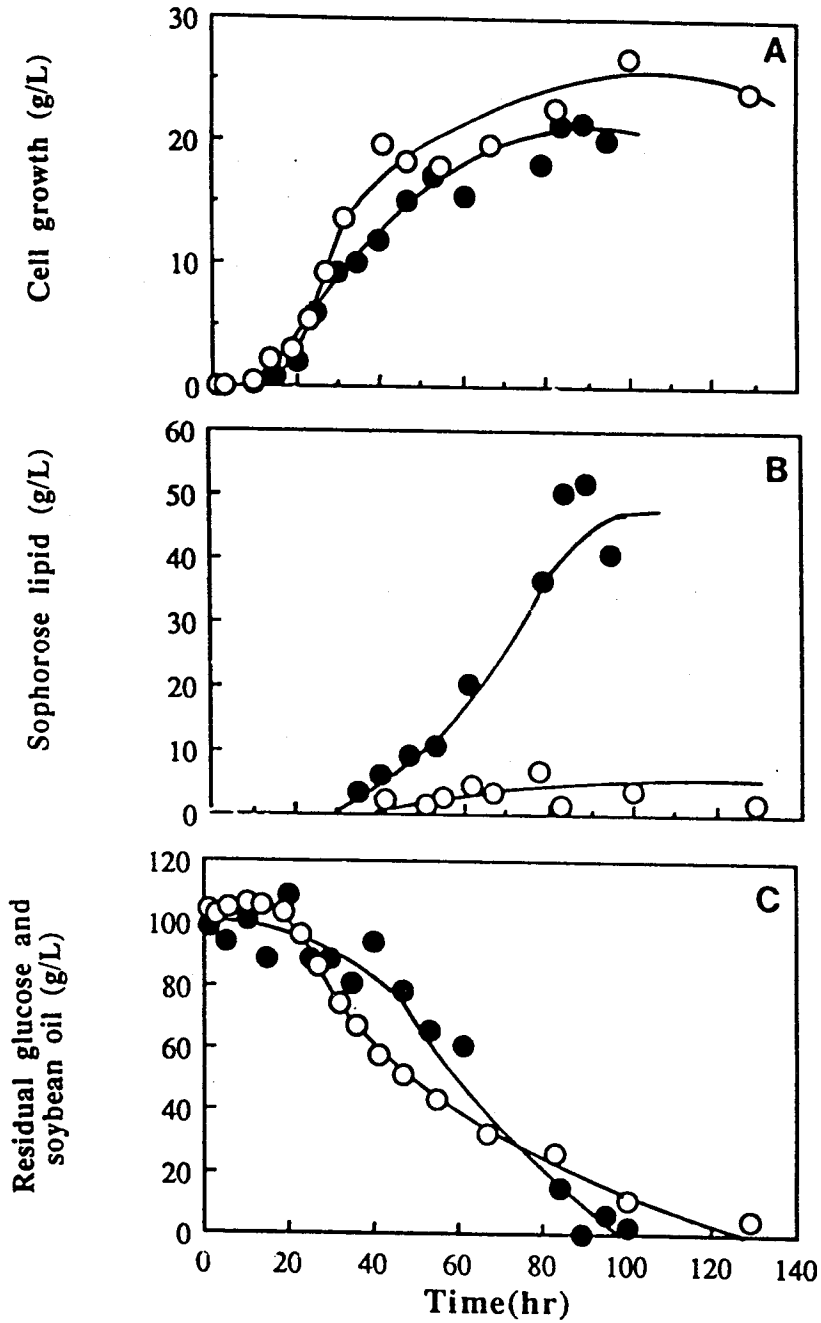 A
Cell growth (g/L)
30
20
10
0
B
Sophorose lipid (g/L)
60
50
40
30
20
10
0
C
Residual glucose and
soybean oil (g/L)
120
100
80
60
40
20
0
0 20 40 60 80 100 120 140
Time(hr)